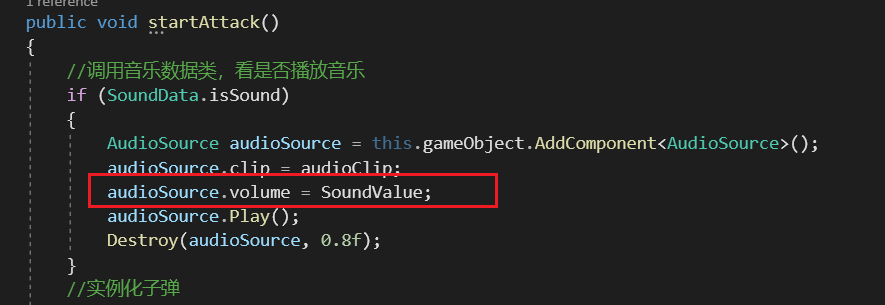 1 reference
public void startAttack()
{
//调用音乐数据类，看是否播放音乐
if (SoundData.isSound)
{
AudioSource audioSource = this.gameObject.AddComponent<AudioSource>();
audioSource.clip = audioClip;
audioSource.volume = SoundValue;
audioSource.Play();
Destroy(audioSource, 0.8f);
}
//实例化子弹